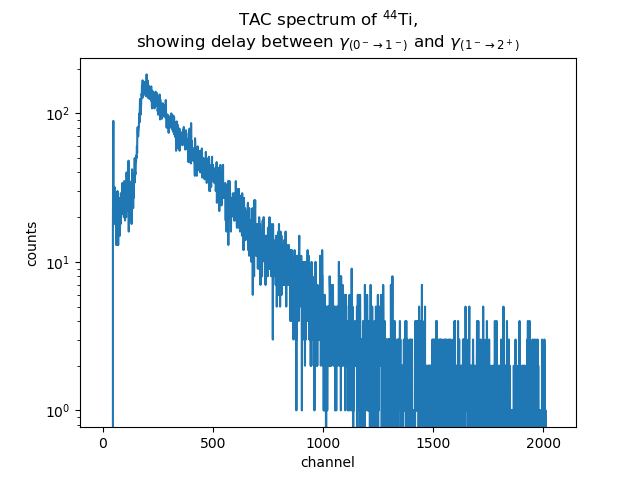 TAC spectrum of ⁴⁴Ti,
showing delay between γ₍₀⁻→₁⁻₎ and γ₍₁⁻→₂⁺₎
counts
10²
10¹
10⁰
0 500 1000 1500 2000
channel